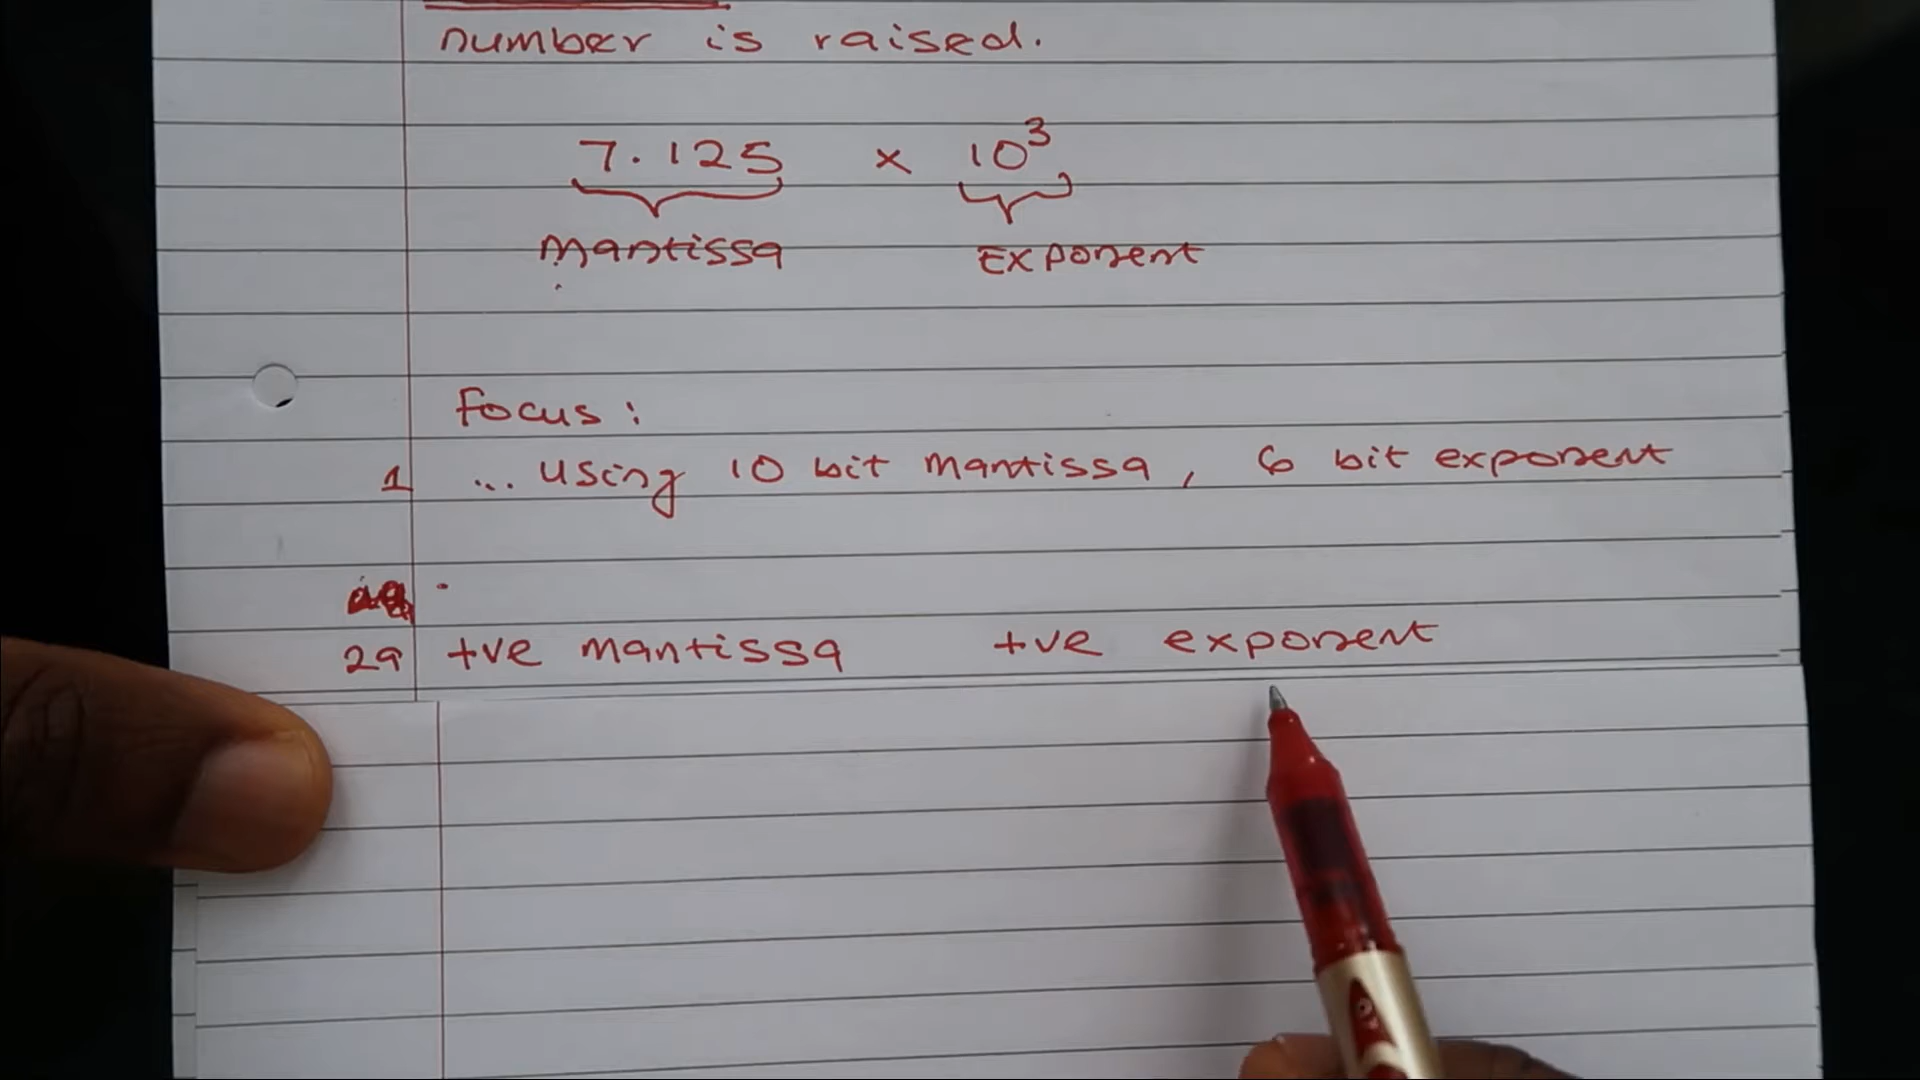 number is raised.
7.125 × 10³
Mantissa Exponent
Focus:
1 ... Using 10 bit mantissa, 6 bit exponent
2a +ve mantissa +ve exponent